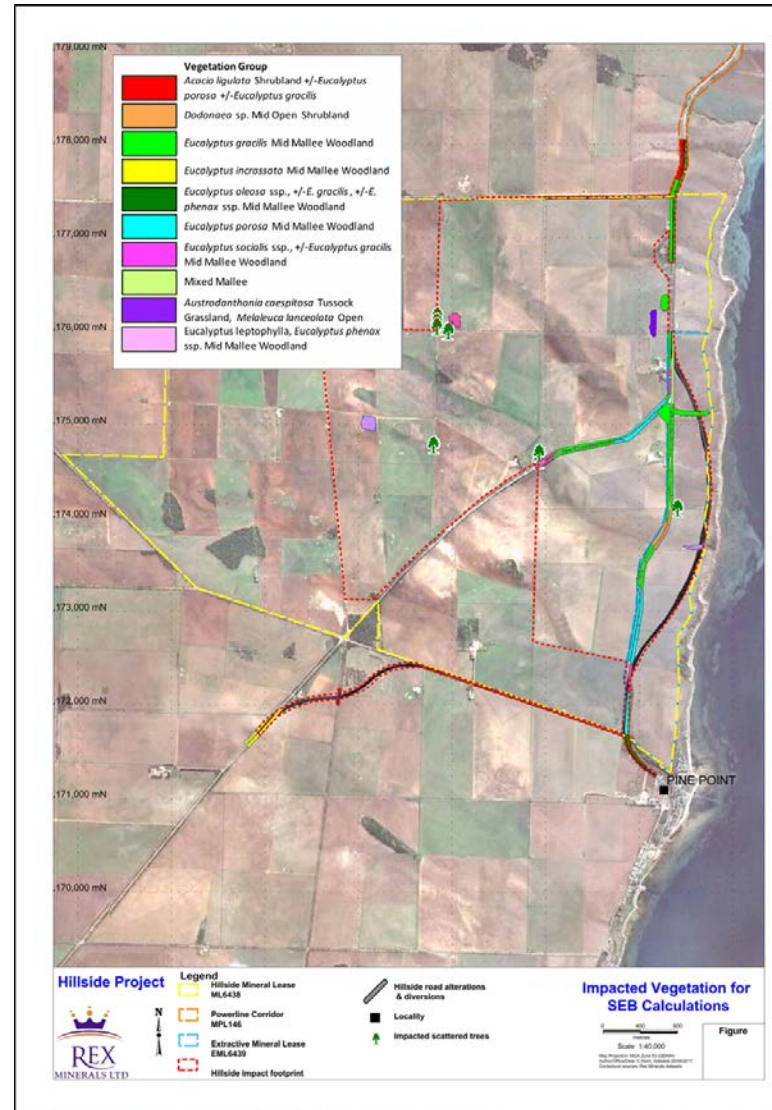 ,179,000 mN
,178,000 mN
,177,000 mN
,176,000 mN
,175,000 mN
,174,000 mN
,173,000 mN
,172,000 mN
,171,000 mN
,170,000 mN
Vegetation Group
Acacia ligulata Shrubland +/-Eucalyptus
porosa +/-Eucalyptus gracilis
Dodonaea sp. Mid Open Shrubland
Eucalyptus gracilis Mid Mallee Woodland
Eucalyptus incrassata Mid Mallee Woodland
Eucalyptus oleosa ssp., +/-E. gracilis, +/-E.
phenax ssp. Mid Mallee Woodland
Eucalyptus porosa Mid Mallee Woodland
Eucalyptus socialis ssp., +/-Eucalyptus gracilis
Mid Mallee Woodland
Mixed Mallee
Austrodanthonia caespitosa Tussock
Grassland, Melaleuca lanceolata Open
Eucalyptus leptophylla, Eucalyptus phenax
ssp. Mid Mallee Woodland
PINE POINT
Hillside Project
REX
MINERALS LTD
N
Legend
Hillside Mineral Lease
ML6438
Powerline Corridor
MPL146
Extractive Mineral Lease
EML6439
Hillside impact footprint
Hillside road alterations
& diversions
Locality
Impacted scattered trees
Impacted Vegetation for
SEB Calculations
0 400 800
metres
Scale 1:40,000
Figure